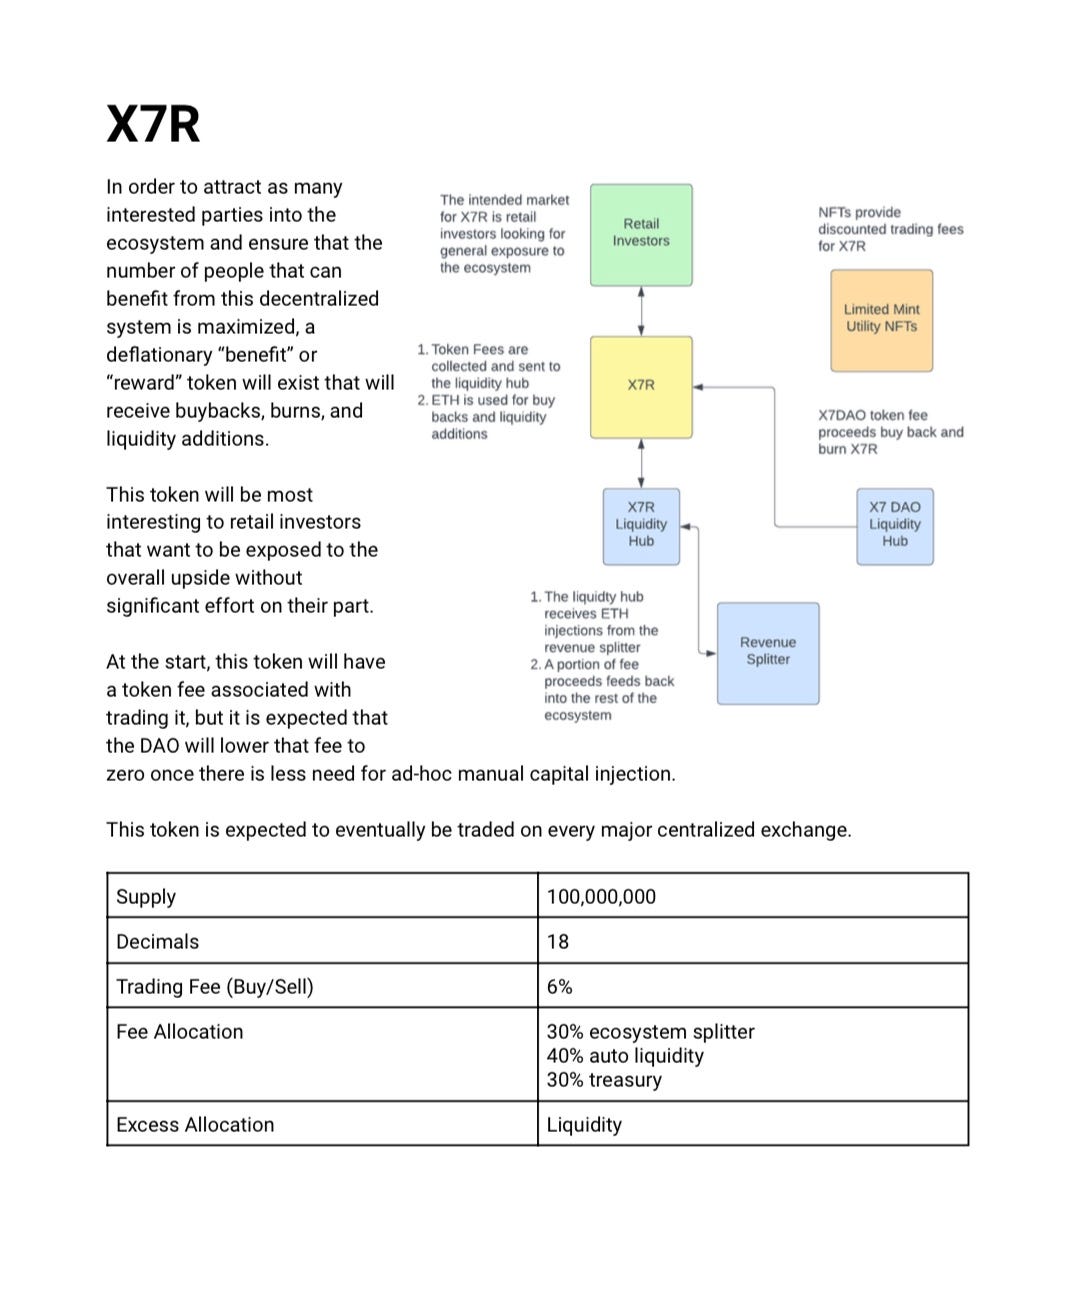 X7R
In order to attract as many
interested parties into the
ecosystem and ensure that the
number of people that can
benefit from this decentralized
system is maximized, a
deflationary “benefit” or
“reward” token will exist that will
receive buybacks, burns, and
liquidity additions.
This token will be most
interesting to retail investors
that want to be exposed to the
overall upside without
significant effort on their part.
At the start, this token will have
a token fee associated with
trading it, but it is expected that
the DAO will lower that fee to
zero once there is less need for ad-hoc manual capital injection.
The intended market
for X7R is retail
investors looking for
general exposure to
the ecosystem
Retail
Investors
NFTs provide
discounted trading fees
for X7R
Limited Mint
Utility NFTs
1. Token Fees are
collected and sent to
the liquidity hub
2. ETH is used for buy
backs and liquidity
additions
X7R
X7DAO token fee
proceeds buy back and
burn X7R
X7R
Liquidity
Hub
X7 DAO
Liquidity
Hub
1. The liquidty hub
receives ETH
injections from the
revenue splitter
2. A portion of fee
proceeds feeds back
into the rest of the
ecosystem
Revenue
Splitter
This token is expected to eventually be traded on every major centralized exchange.
Supply 100,000,000
Decimals 18
Trading Fee (Buy/Sell) 6%
Fee Allocation 30% ecosystem splitter
40% auto liquidity
30% treasury
Excess Allocation Liquidity